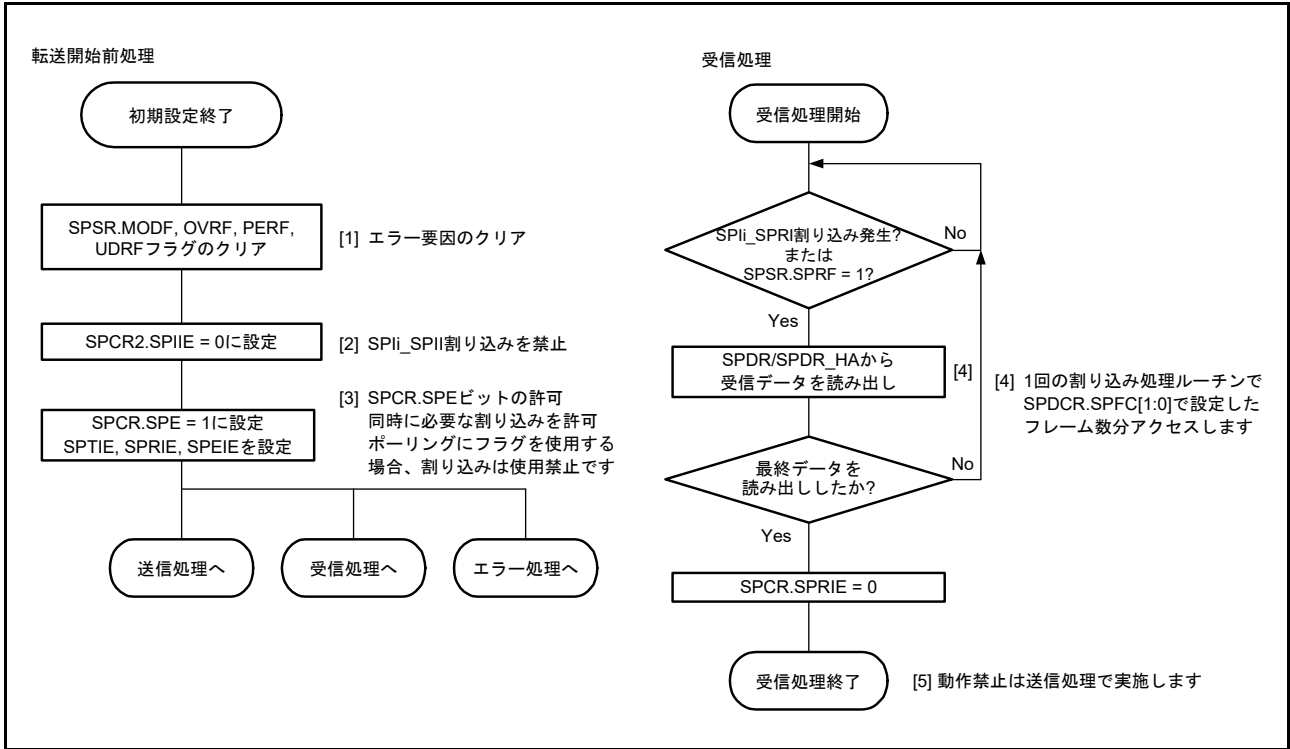 転送開始前処理
初期設定終了
SPSR.MODF, OVRF, PERF,
UDRFフラグのクリア
[1] エラー要因のクリア
SPCR2.SPIIE = 0に設定
[2] SPIi_SPII割り込みを禁止
SPCR.SPE = 1に設定
SPTIE, SPRIE, SPEIEを設定
[3] SPCR.SPEビットの許可
同時に必要な割り込みを許可
ポーリングにフラグを使用する
場合、割り込みは使用禁止です
送信処理へ
受信処理へ
エラー処理へ
受信処理
受信処理開始
SPIi_SPRI割り込み発生?
または
SPSR.SPRF = 1?
No
Yes
SPDR/SPDR_HAから
受信データを読み出し
[4]
[4] 1回の割り込み処理ルーチンで
SPDCR.SPFC[1:0]で設定した
フレーム数分アクセスします
最終データを
読み出ししたか?
No
Yes
SPCR.SPRIE = 0
受信処理終了
[5] 動作禁止は送信処理で実施します